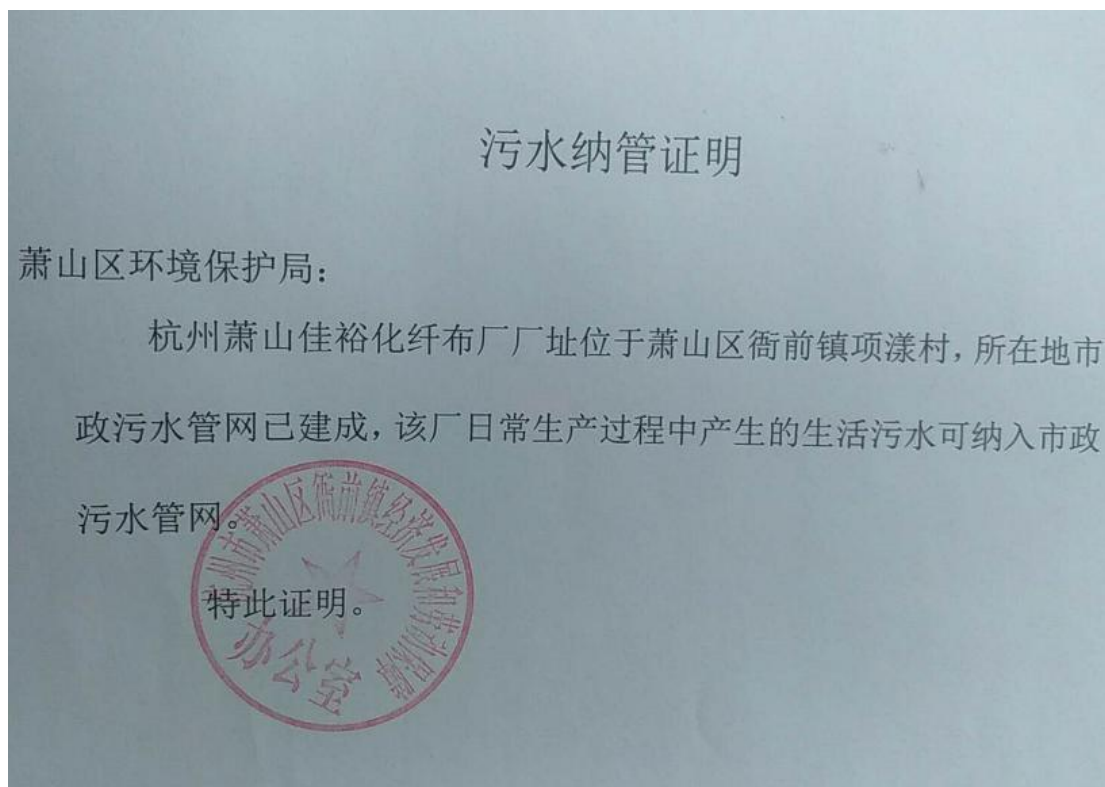 污水纳管证明
萧山区环境保护局：
杭州萧山佳裕化纤布厂厂址位于萧山区衙前镇项漾村，所在地市
政污水管网已建成，该厂日常生产过程中产生的生活污水可纳入市政
污水管网。
特此证明。
杭州市萧山区衙前镇经济发展和劳动保障
办公室